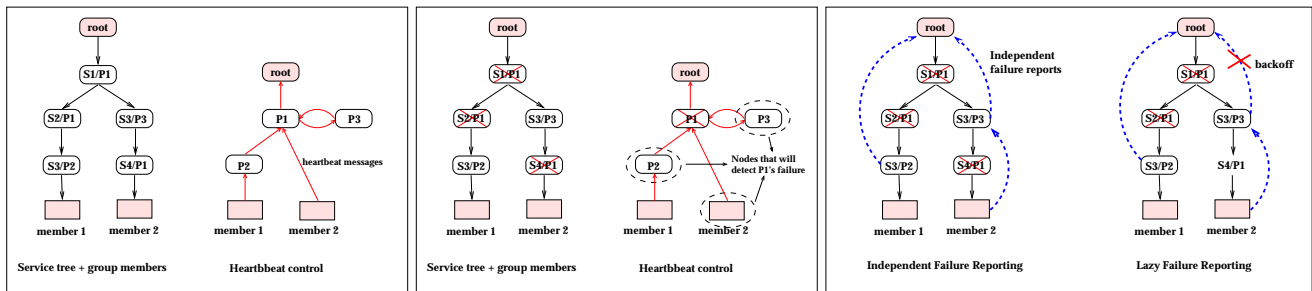 root
S1/P1
S2/P1
S3/P3
S3/P2
S4/P1
member 1
member 2
Service tree + group members
root
P1
P3
P2
heartbeat messages
member 1
member 2
Heartbbeat control
root
S1/P1
S2/P1
S3/P3
S3/P2
S4/P1
member 1
member 2
Service tree + group members
root
P1
P3
P2
Nodes that will
detect P1's failure
member 1
member 2
Heartbbeat control
root
Independent
failure reports
S1/P1
S2/P1
S3/P3
S3/P2
S4/P1
member 1
member 2
Independent Failure Reporting
root
backoff
S1/P1
S2/P1
S3/P3
S3/P2
S4/P1
member 1
member 2
Lazy Failure Reporting